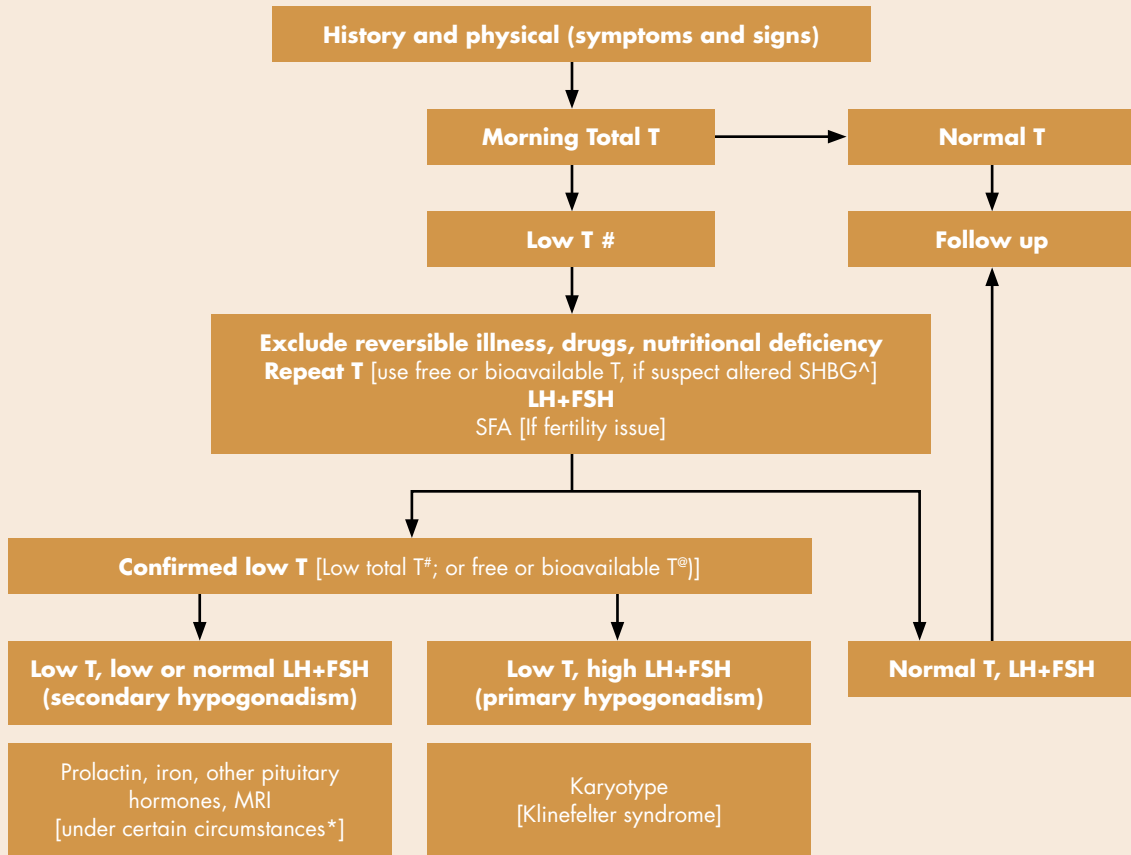 History and physical (symptoms and signs)
Morning Total T
Normal T
Low T #
Follow up
Exclude reversible illness, drugs, nutritional deficiency
Repeat T [use free or bioavailable T, if suspect altered SHBG^]
LH+FSH
SFA [If fertility issue]
Confirmed low T [Low total T#; or free or bioavailable T@)]
Low T, low or normal LH+FSH
(secondary hypogonadism)
Low T, high LH+FSH
(primary hypogonadism)
Normal T, LH+FSH
Prolactin, iron, other pituitary
hormones, MRI
[under certain circumstances*]
Karyotype
[Klinefelter syndrome]